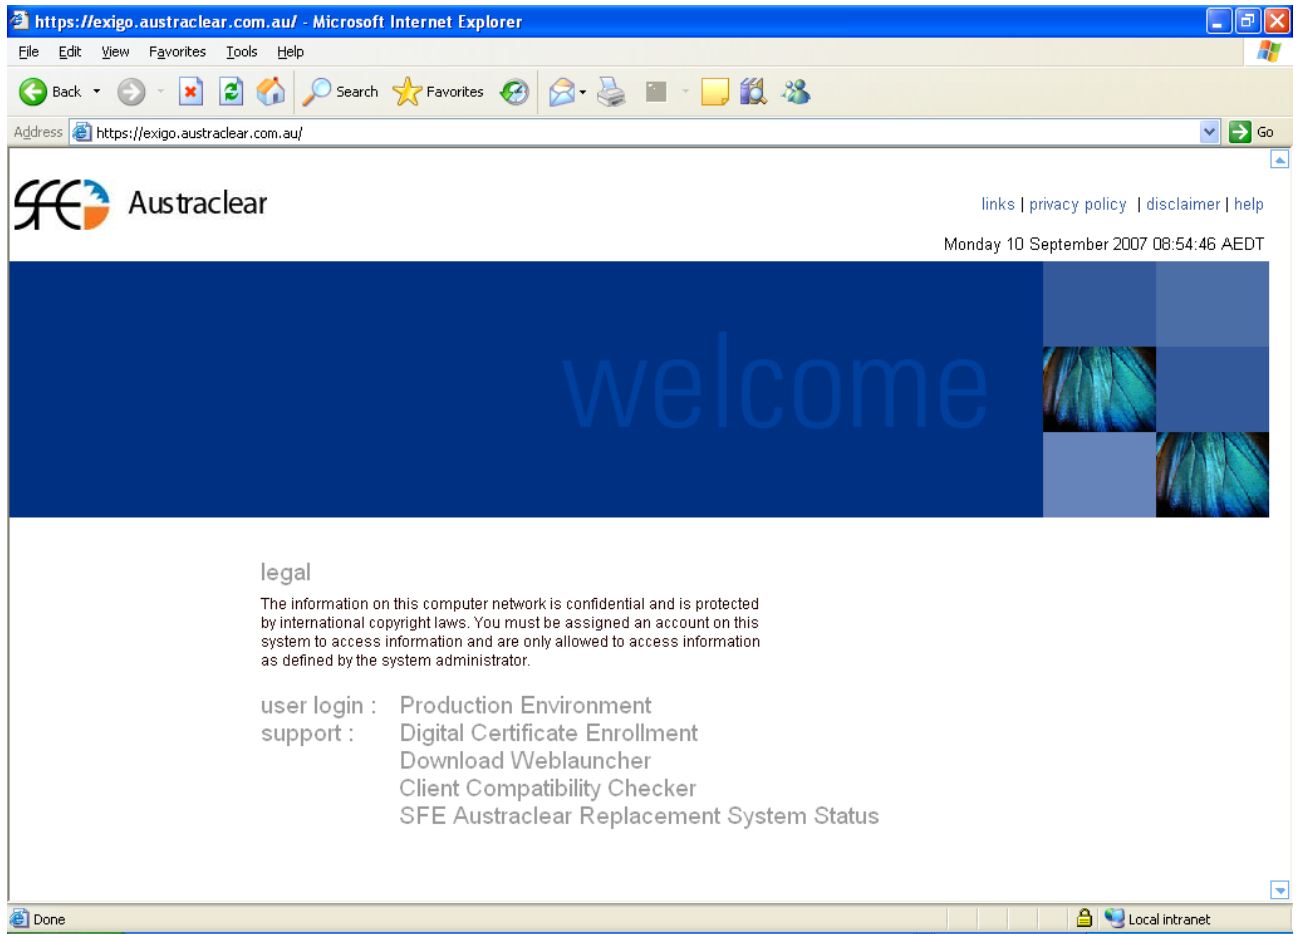 https://exigo.austraclear.com.au/ - Microsoft Internet Explorer
File Edit View Favorites Tools Help
Back Search Favorites
Address https://exigo.austraclear.com.au/ Go
SFE Austraclear
links | privacy policy | disclaimer | help
Monday 10 September 2007 08:54:46 AEDT
welcome
legal
The information on this computer network is confidential and is protected
by international copyright laws. You must be assigned an account on this
system to access information and are only allowed to access information
as defined by the system administrator.
user login : Production Environment
support : Digital Certificate Enrollment
Download Weblauncher
Client Compatibility Checker
SFE Austraclear Replacement System Status
Done Local intranet